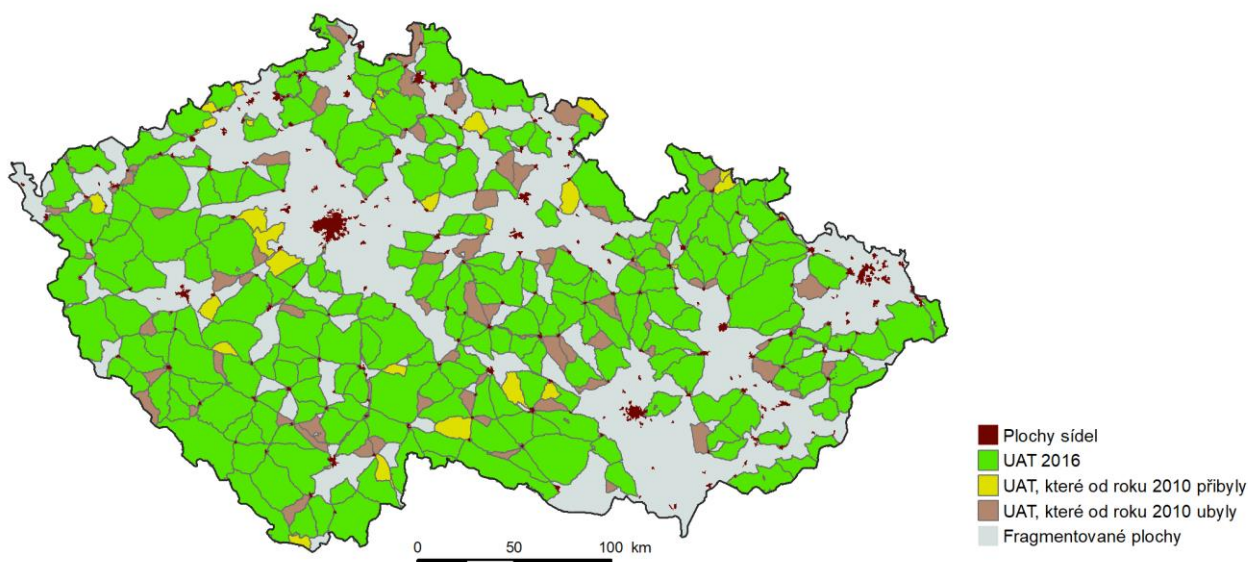 Plochy sídel
UAT 2016
UAT, které od roku 2010 přibyly
UAT, které od roku 2010 ubyly
Fragmentované plochy
0 50 100 km